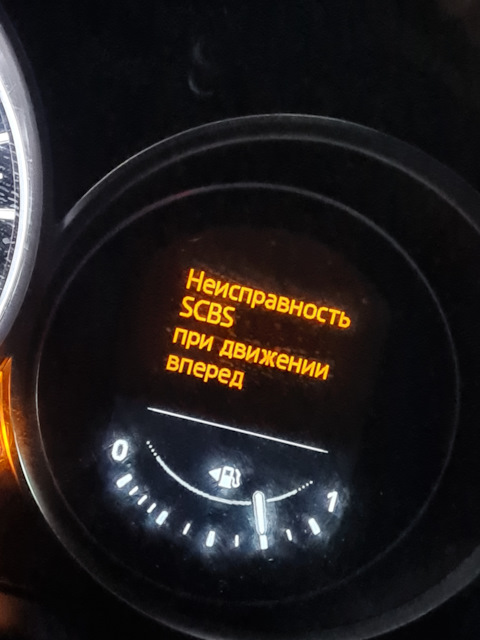 Неисправность
SCBS
при движении
вперед
0
1